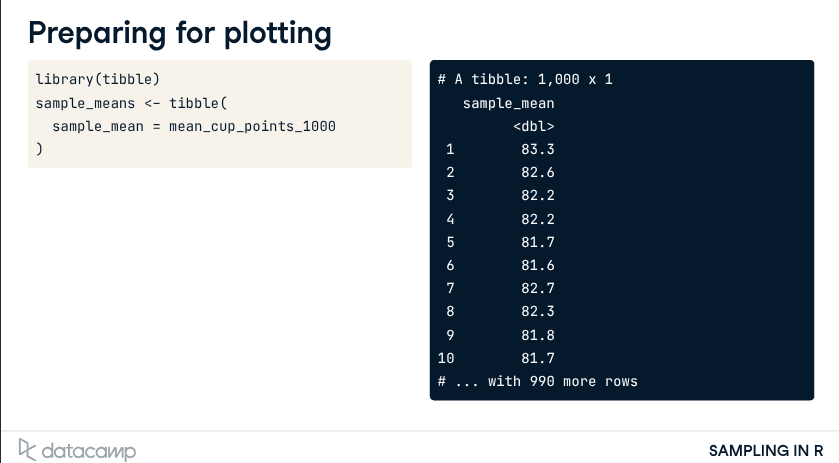 Preparing for plotting
library(tibble)
sample_means <- tibble(
  sample_mean = mean_cup_points_1000
)
# A tibble: 1,000 x 1
   sample_mean
         <dbl>
 1        83.3
 2        82.6
 3        82.2
 4        82.2
 5        81.7
 6        81.6
 7        82.7
 8        82.3
 9        81.8
10        81.7
# ... with 990 more rows
datacamp
SAMPLING IN R